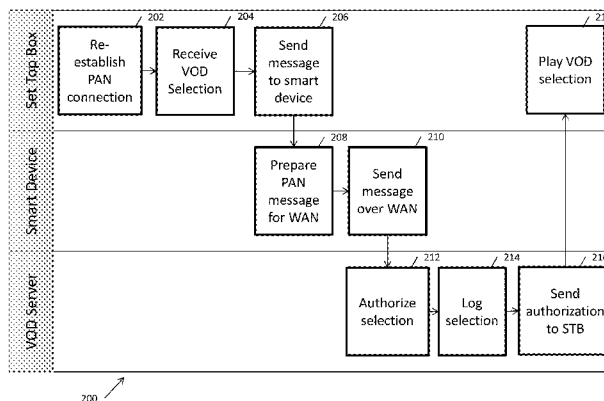 Set Top Box
202
204
206
Re-
establish
PAN
connection
Receive
VOD
Selection
Send
message
to smart
device
Play VOD
selection
Smart Device
208
210
Prepare
PAN
message
for WAN
Send
message
over WAN
VOD Server
212
214
216
Authorize
selection
Log
selection
Send
authorization
to STB
200